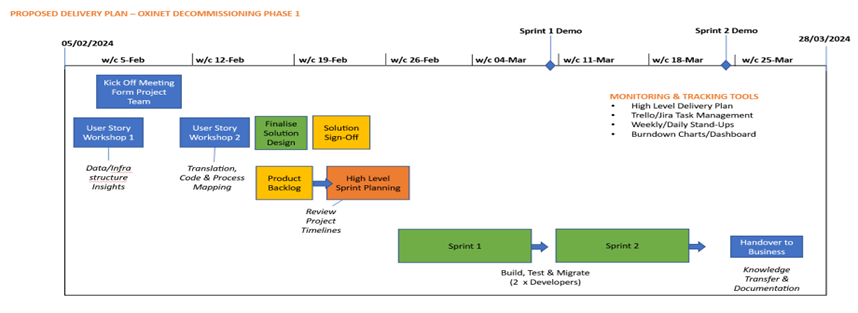 PROPOSED DELIVERY PLAN – OXINET DECOMMISSIONING PHASE 1
Sprint 1 Demo
Sprint 2 Demo
05/02/2024
28/03/2024
w/c 5-Feb
w/c 12-Feb
w/c 19-Feb
w/c 26-Feb
w/c 04-Mar
w/c 11-Mar
w/c 18-Mar
w/c 25-Mar
Kick Off Meeting
Form Project
Team
MONITORING & TRACKING TOOLS
• High Level Delivery Plan
• Trello/Jira Task Management
• Weekly/Daily Stand-Ups
• Burndown Charts/Dashboard
User Story
Workshop 1
User Story
Workshop 2
Finalise
Solution
Design
Solution
Sign-Off
Data/Infra
structure
Insights
Translation,
Code & Process
Mapping
Product
Backlog
High Level
Sprint Planning
Review
Project
Timelines
Sprint 1
Sprint 2
Handover to
Business
Build, Test & Migrate
(2 x Developers)
Knowledge
Transfer &
Documentation